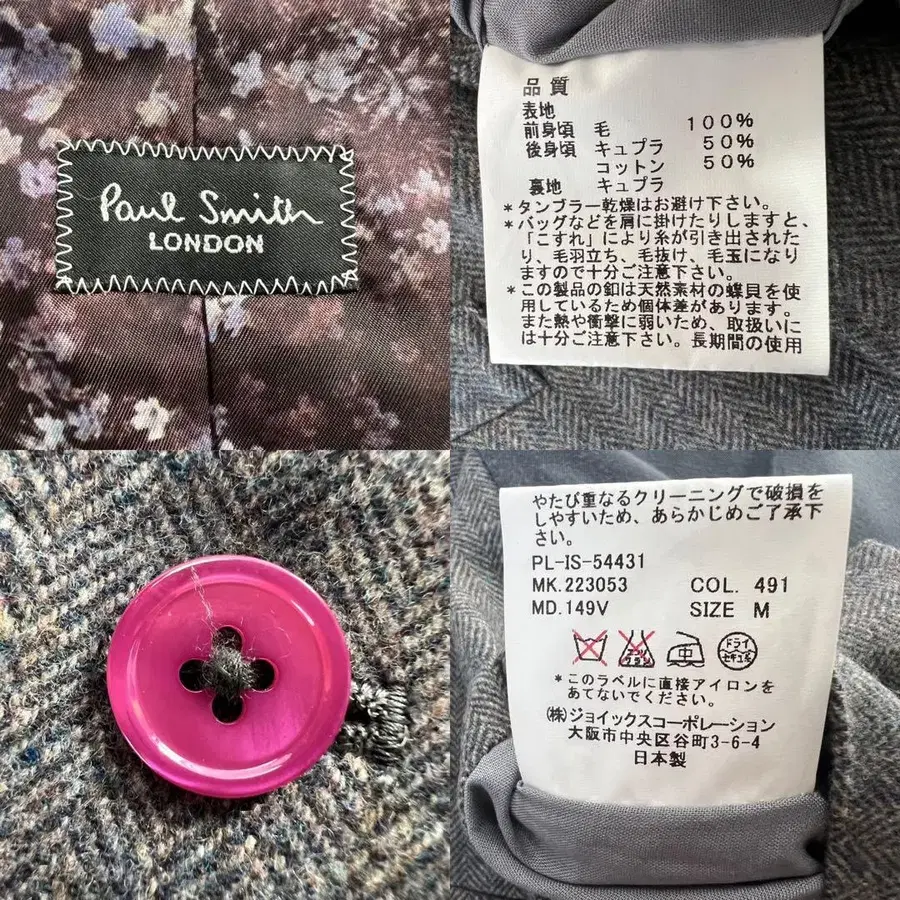 Paul Smith
LONDON
品質
表地
前身頃 毛 100%
後身頃 キュプラ 50%
コットン 50%
裏地 キュプラ
*タンブラー乾燥はお避け下さい。
*バッグなどを肩に掛けたりしますと、
「こすれ」により糸が引き出された
り、毛羽立ち、毛抜け、毛玉になり
ますので十分ご注意下さい。
*この製品の釦は天然素材の蝶貝を使
用しているため個体差があります。
また熱や衝撃に弱いため、取扱いに
は十分ご注意下さい。長期間の使用
やたび重なるクリーニングで破損を
しやすいため、あらかじめご了承下
さい。
PL-IS-54431
MK.223053 COL. 491
MD.149V SIZE M
エンソ サラシ 中 ドライ セキユ系
*このラベルに直接アイロンを
あてないでください。
㈱ジョイックスコーポレーション
大阪市中央区谷町3-6-4
日本製